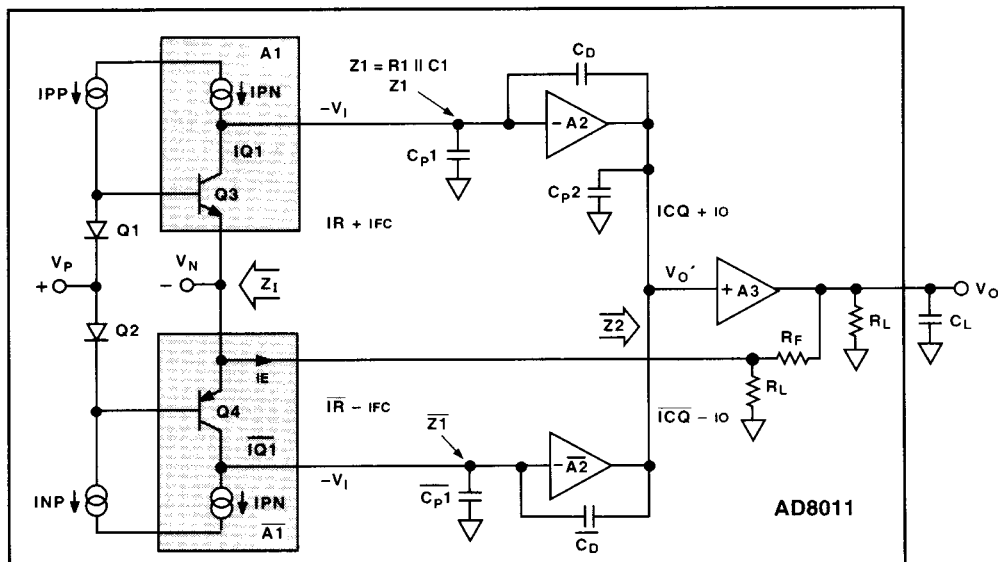 A1
Z1 = R1 || C1
Z1
CD
IPP
IPN
–VI
–A2
IQ1
CP1
Q3
CP2
ICQ + IO
IR + IFC
Q1
VP
VN
+
–
ZI
VO´
+ A3
VO
Z2
RL
CL
Q2
RF
IE
RL
Q4
IR – IFC
ICQ – IO
Z1
IQ1
–VI
–A2
CP1
INP
IPN
CD
A1
AD8011